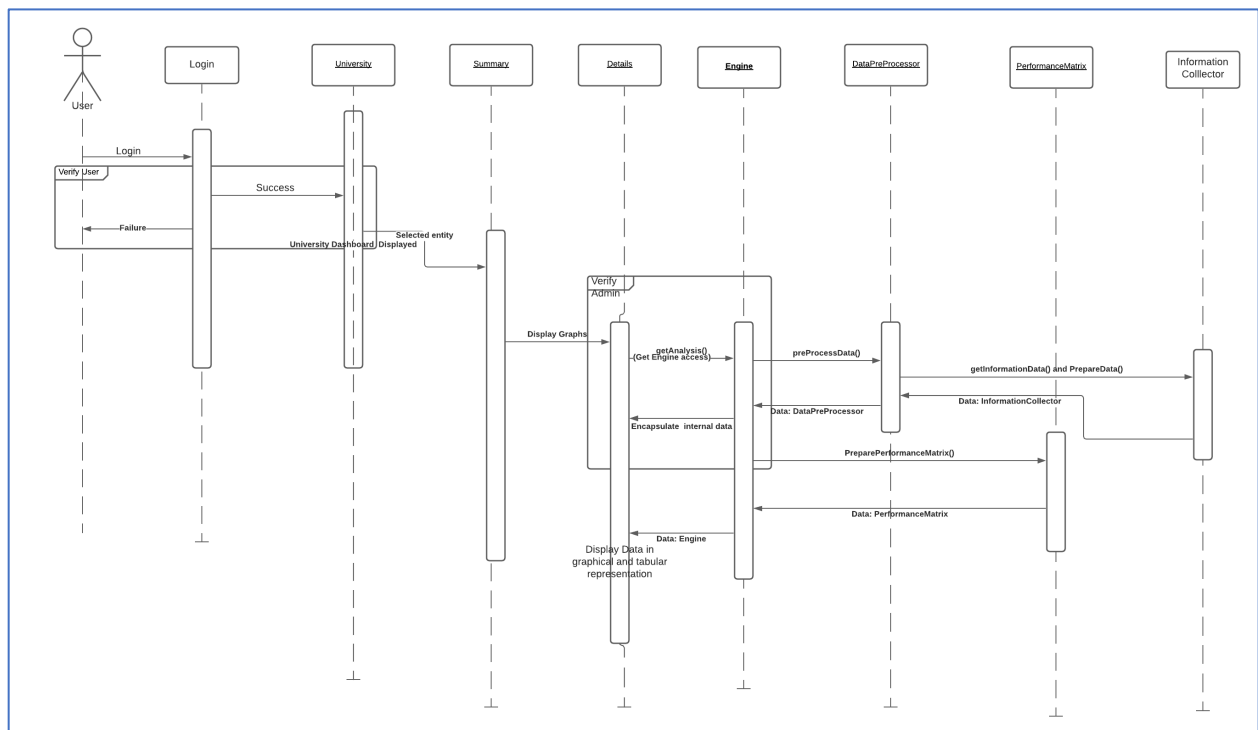 User
Login
University
Summary
Details
Engine
DataPreProcessor
PerformanceMatrix
Information
Colllector
Login
Verify User
Success
Failure
Selected entity
University Dashboard Displayed
Verify
Admin
Display Graphs
getAnalysis()
(Get Engine access)
preProcessData()
getInformationData() and PrepareData()
Data: InformationCollector
Data: DataPreProcessor
Encapsulate internal data
PreparePerformanceMatrix()
Data: PerformanceMatrix
Data: Engine
Display Data in
graphical and tabular
representation